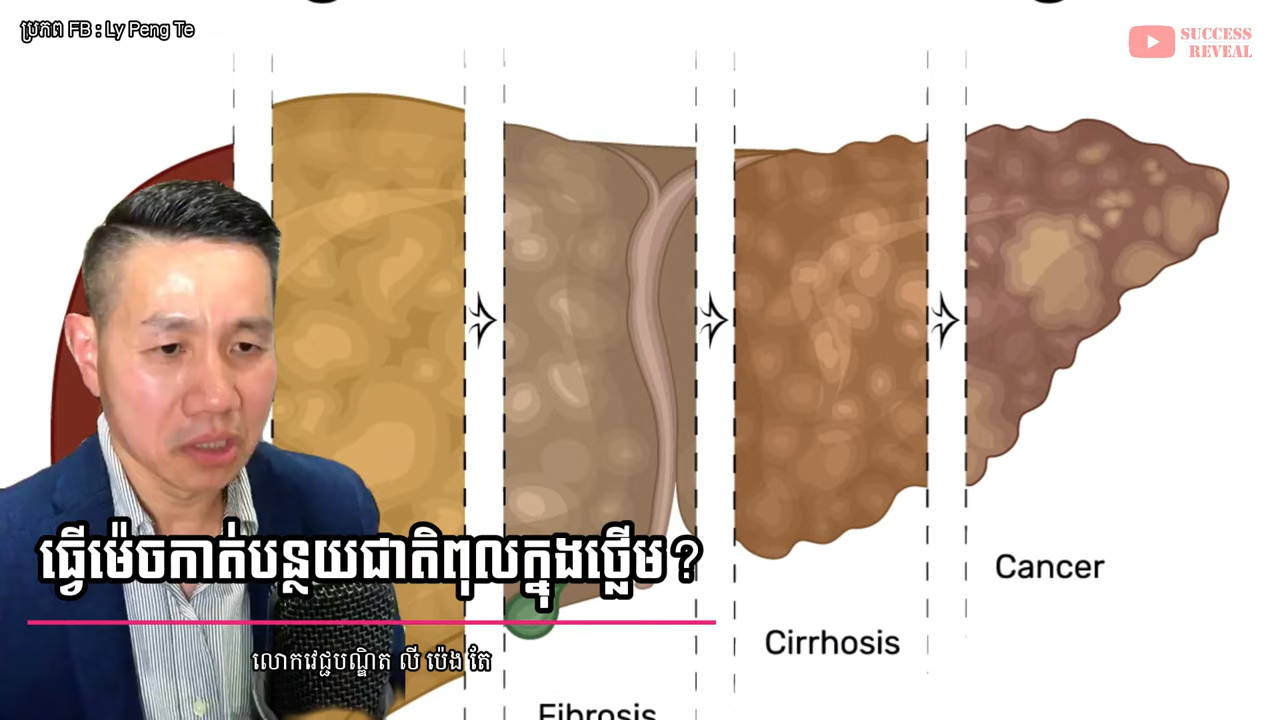 ប្រភព FB : Ly Peng Te
SUCCESS
REVEAL
ធ្វើម៉េចកាត់បន្ថយជាតិពុលក្នុងថ្លើម?
លោកវេជ្ជបណ្ឌិត លី ប៉េង តែ
Fibrosis
Cirrhosis
Cancer